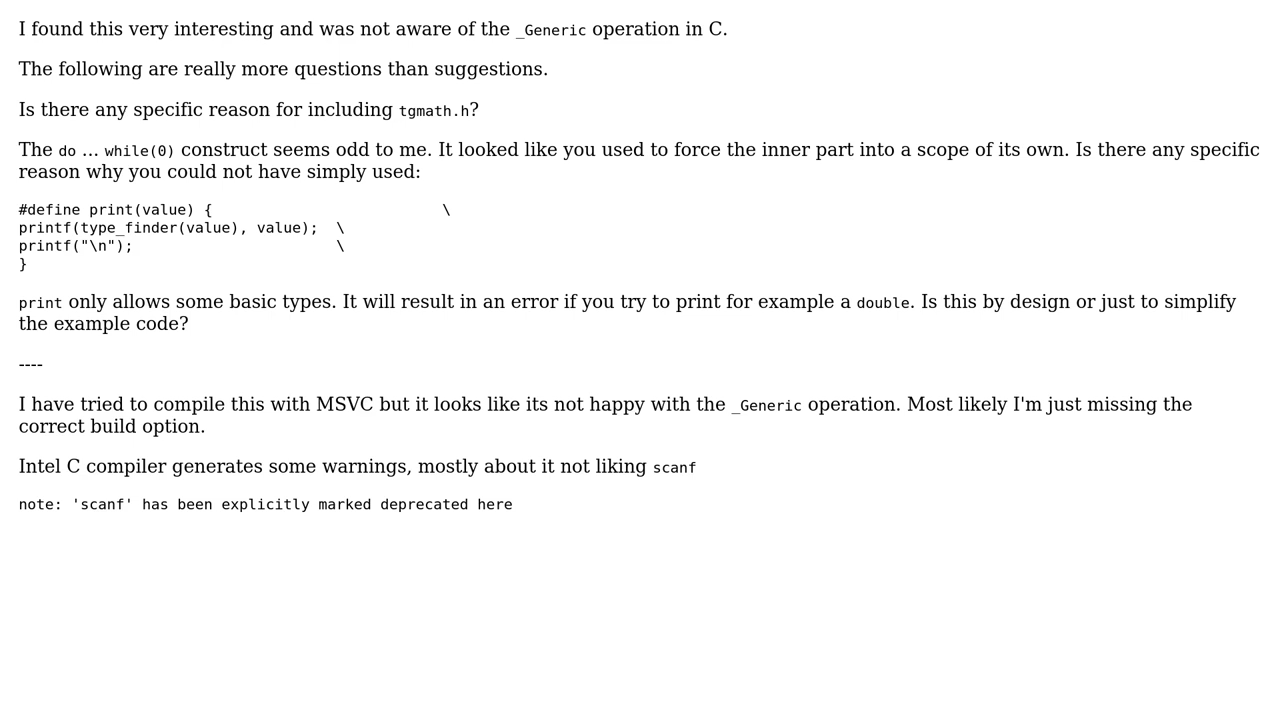 I found this very interesting and was not aware of the _Generic operation in C.
The following are really more questions than suggestions.
Is there any specific reason for including tgmath.h?
The do ... while(0) construct seems odd to me. It looked like you used to force the inner part into a scope of its own. Is there any specific
reason why you could not have simply used:
#define print(value) {                          \
printf(type_finder(value), value);  \
printf("\n");                       \
}
print only allows some basic types. It will result in an error if you try to print for example a double. Is this by design or just to simplify
the example code?
----
I have tried to compile this with MSVC but it looks like its not happy with the _Generic operation. Most likely I'm just missing the
correct build option.
Intel C compiler generates some warnings, mostly about it not liking scanf
note: 'scanf' has been explicitly marked deprecated here